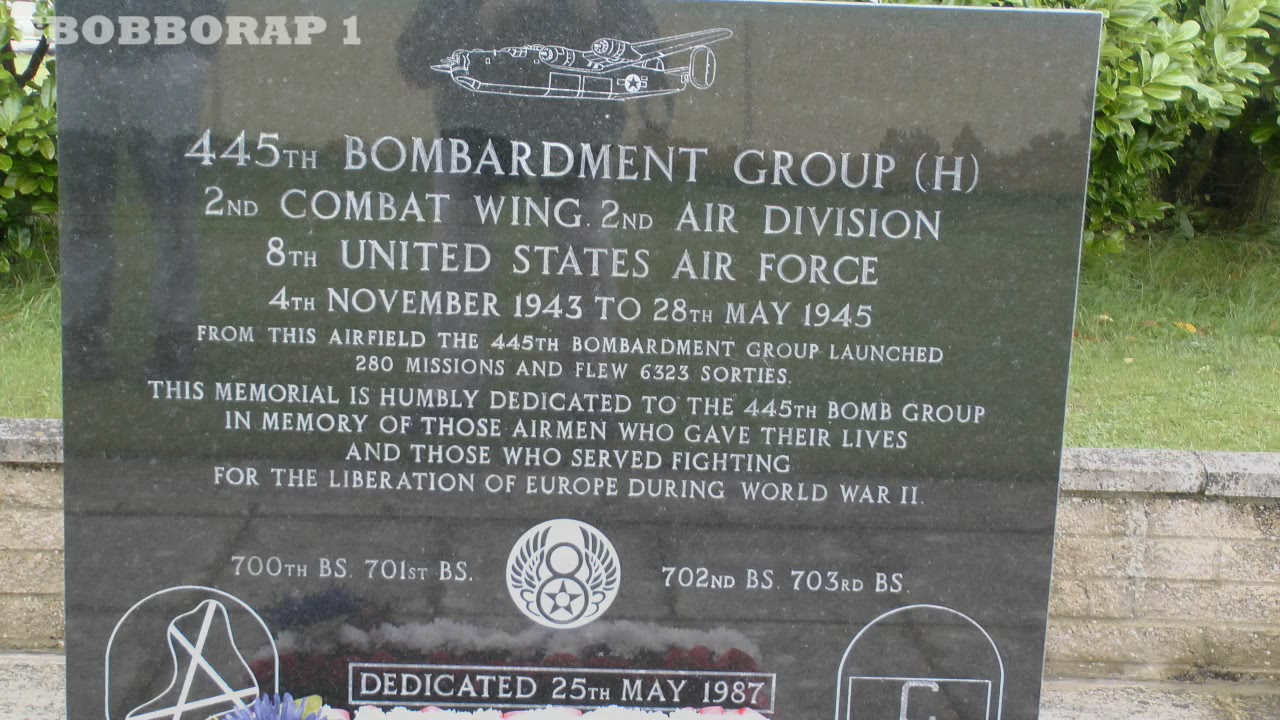 BOBBORAP 1
445TH BOMBARDMENT GROUP (H)
2ND COMBAT WING. 2ND AIR DIVISION
8TH UNITED STATES AIR FORCE
4TH NOVEMBER 1943 TO 28TH MAY 1945
FROM THIS AIRFIELD THE 445TH BOMBARDMENT GROUP LAUNCHED
280 MISSIONS AND FLEW 6323 SORTIES.
THIS MEMORIAL IS HUMBLY DEDICATED TO THE 445TH BOMB GROUP
IN MEMORY OF THOSE AIRMEN WHO GAVE THEIR LIVES
AND THOSE WHO SERVED FIGHTING
FOR THE LIBERATION OF EUROPE DURING WORLD WAR II.
700TH BS. 701ST BS.
8
702ND BS. 703RD BS.
DEDICATED 25TH MAY 1987